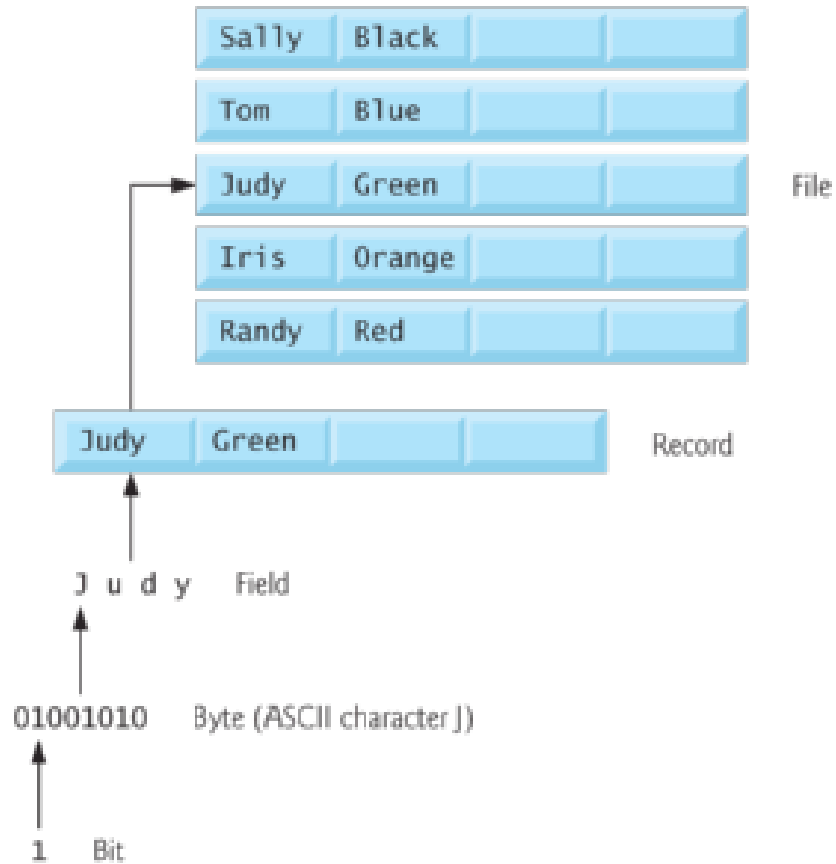 Sally Black
Tom Blue
Judy Green File
Iris Orange
Randy Red
Judy Green Record
J u d y Field
01001010 Byte (ASCII character J)
1 Bit